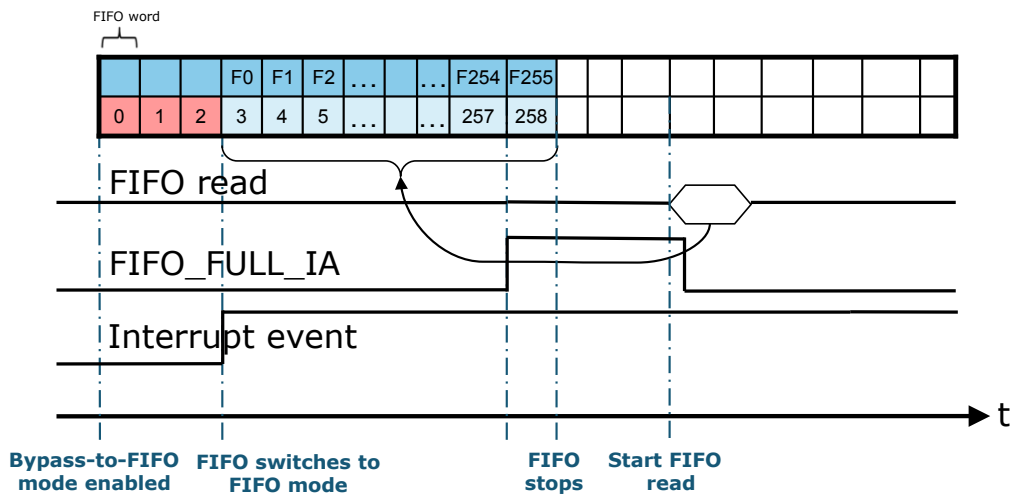 FIFO word
F0 F1 F2 ... ... F254 F255
0 1 2 3 4 5 ... ... 257 258
FIFO read
FIFO_FULL_IA
Interrupt event
t
Bypass-to-FIFO
mode enabled
FIFO switches to
FIFO mode
FIFO
stops
Start FIFO
read